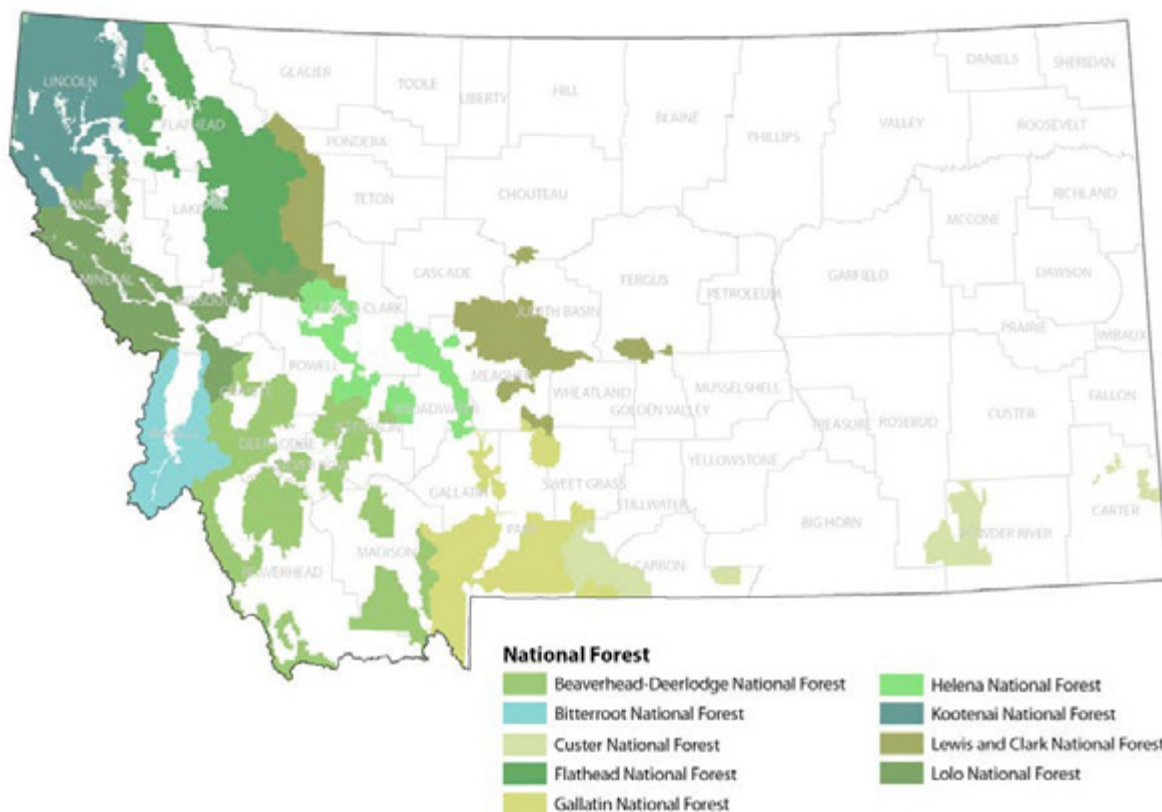 DANIELS
SHERIDAN
GLACIER
TOOLE
LIBERTY
HILL
BLAINE
PHILLIPS
VALLEY
ROOSEVELT
LINCOLN
FLATHEAD
PONDERA
CHOUTEAU
TETON
RICHLAND
MCCONE
LAKE
CASCADE
FERGUS
PETROLEUM
GARFIELD
DAWSON
MINERAL
JUDITH BASIN
PRAIRIE
WIBAUX
POWELL
MEAGHER
WHEATLAND
MUSSELSHELL
GOLDEN VALLEY
FALLON
CUSTER
BROADWATER
TREASURE
ROSEBUD
JEFFERSON
YELLOWSTONE
GALLATIN
SWEET GRASS
STILLWATER
BIG HORN
CARTER
POWDER RIVER
PARK
MADISON
CARBON
BEAVERHEAD
National Forest
Beaverhead-Deerlodge National Forest
Bitterroot National Forest
Custer National Forest
Flathead National Forest
Gallatin National Forest
Helena National Forest
Kootenai National Forest
Lewis and Clark National Forest
Lolo National Forest